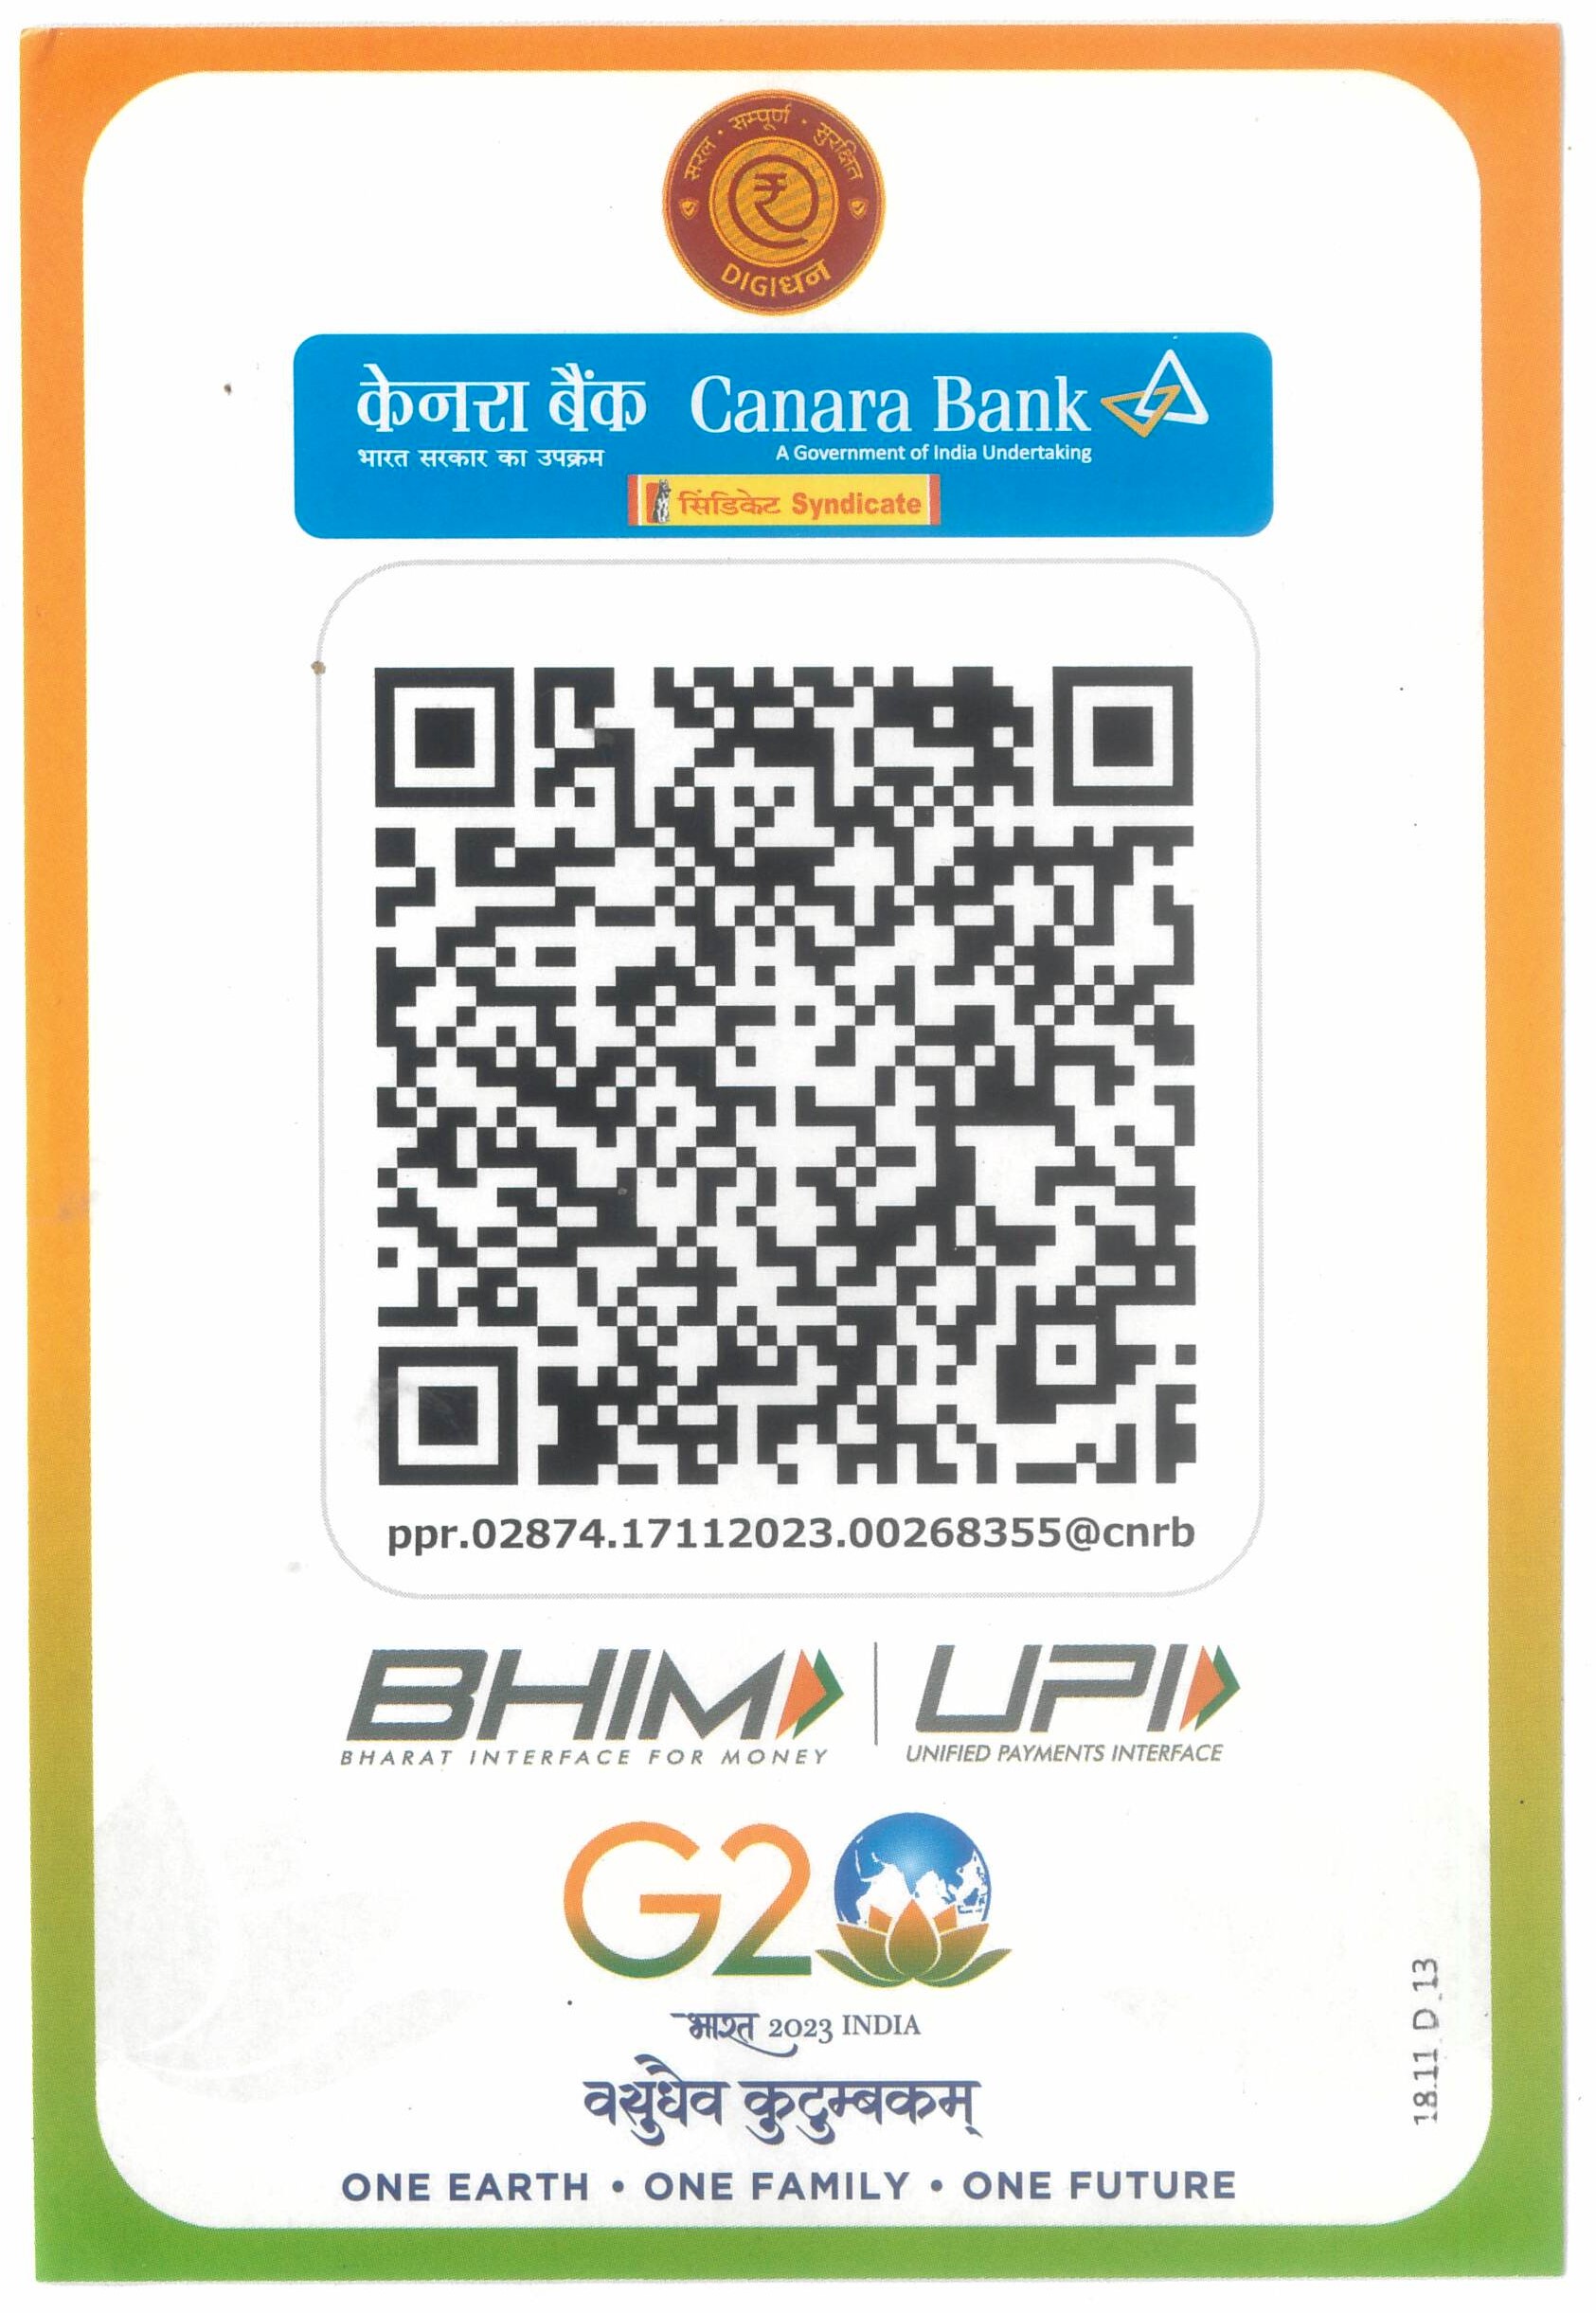 सरल · सम्पूर्ण · सुरक्षित
₹
DIGIधन
केनरा बैंक Canara Bank
भारत सरकार का उपक्रम A Government of India Undertaking
सिंडिकेट Syndicate
ppr.02874.17112023.00268355@cnrb
BHIM UPI
BHARAT INTERFACE FOR MONEY UNIFIED PAYMENTS INTERFACE
G20
भारत 2023 INDIA
वसुधैव कुटुम्बकम्
ONE EARTH • ONE FAMILY • ONE FUTURE
18.11 D 13